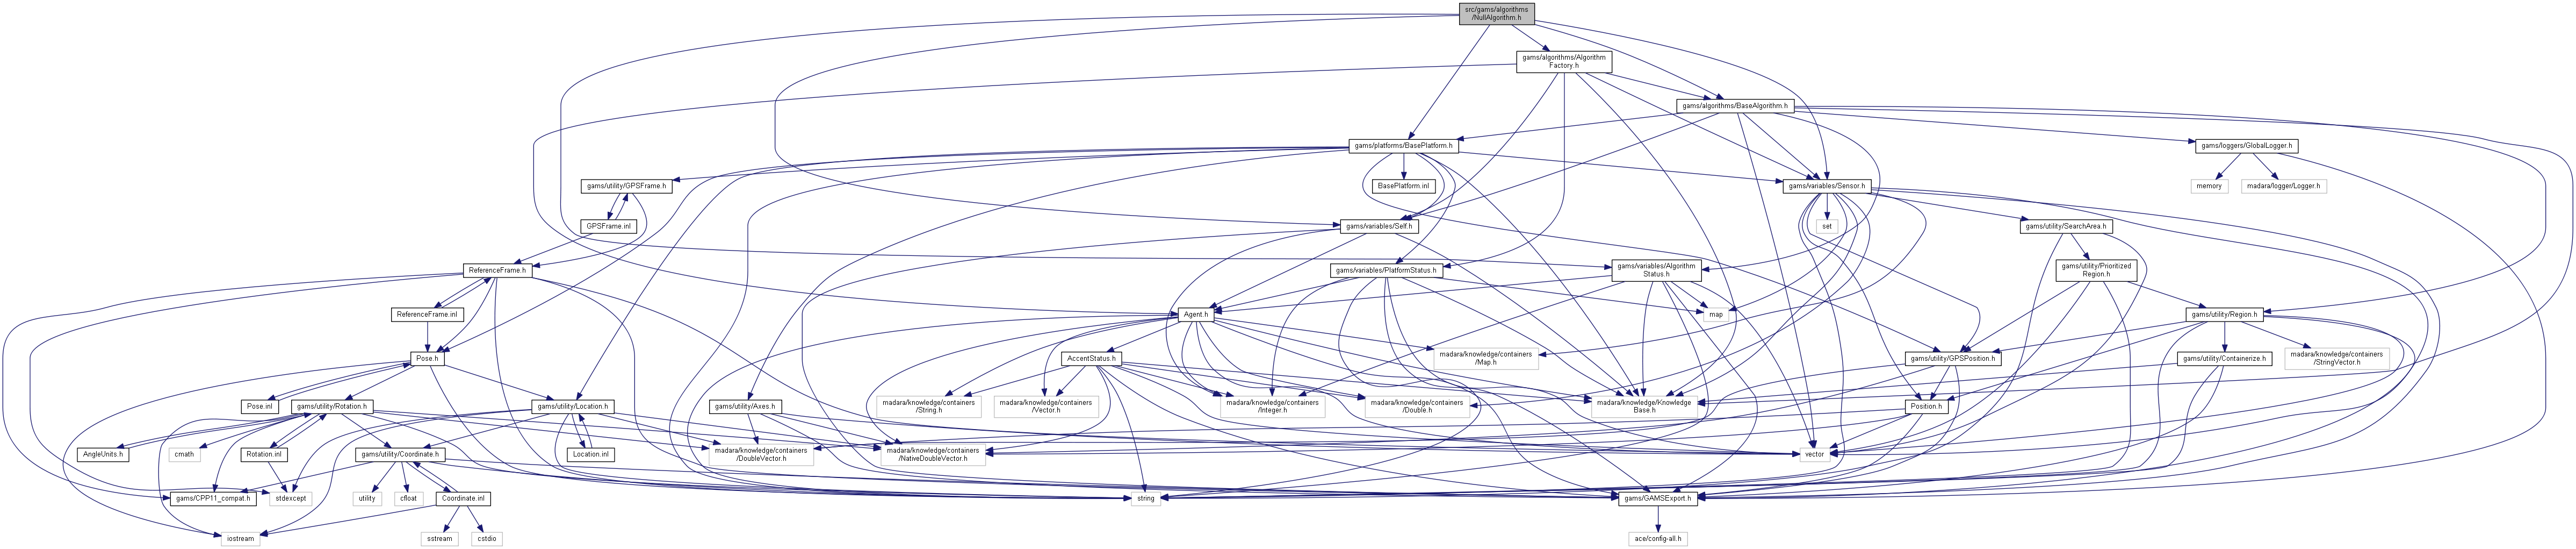 src/gams/algorithms
/NullAlgorithm.h
gams/algorithms/Algorithm
Factory.h
gams/algorithms/BaseAlgorithm.h
gams/platforms/BasePlatform.h
gams/loggers/GlobalLogger.h
gams/utility/GPSFrame.h
BasePlatform.inl
gams/variables/Sensor.h
memory
madara/logger/Logger.h
GPSFrame.inl
gams/variables/Self.h
set
gams/utility/SearchArea.h
ReferenceFrame.h
gams/variables/PlatformStatus.h
gams/variables/Algorithm
Status.h
gams/utility/Prioritized
Region.h
ReferenceFrame.inl
Agent.h
map
gams/utility/Region.h
Pose.h
AccentStatus.h
madara/knowledge/containers
/Map.h
gams/utility/GPSPosition.h
gams/utility/Containerize.h
madara/knowledge/containers
/StringVector.h
Pose.inl
gams/utility/Rotation.h
gams/utility/Location.h
gams/utility/Axes.h
madara/knowledge/containers
/String.h
madara/knowledge/containers
/Vector.h
madara/knowledge/containers
/Integer.h
madara/knowledge/containers
/Double.h
madara/knowledge/Knowledge
Base.h
Position.h
AngleUnits.h
cmath
Rotation.inl
gams/utility/Coordinate.h
Location.inl
madara/knowledge/containers
/DoubleVector.h
madara/knowledge/containers
/NativeDoubleVector.h
vector
gams/CPP11_compat.h
stdexcept
utility
cfloat
Coordinate.inl
string
gams/GAMSExport.h
iostream
sstream
cstdio
ace/config-all.h